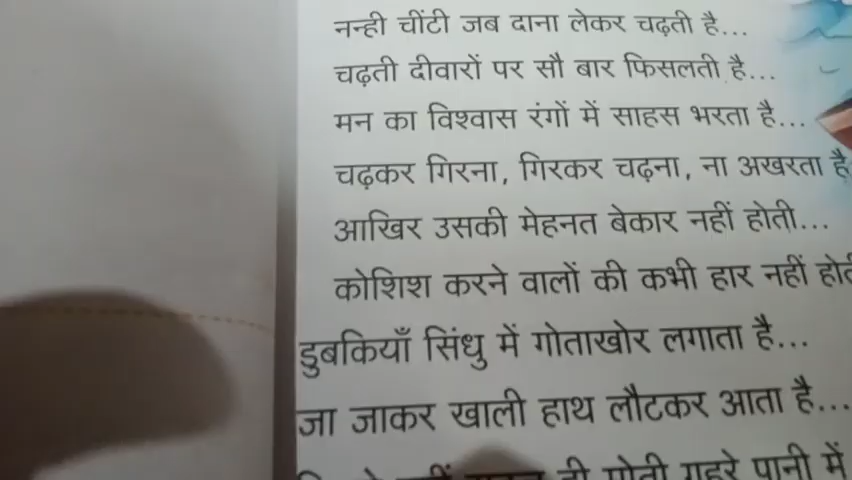 नन्ही चींटी जब दाना लेकर चढ़ती है...
चढ़ती दीवारों पर सौ बार फिसलती है...
मन का विश्वास रंगों में साहस भरता है...
चढ़कर गिरना, गिरकर चढ़ना, ना अखरता है
आखिर उसकी मेहनत बेकार नहीं होती...
कोशिश करने वालों की कभी हार नहीं
डुबकियाँ सिंधु में गोताखोर लगाता है...
जा जाकर खाली हाथ लौटकर आता है...
ही मोती गहरे पानी में